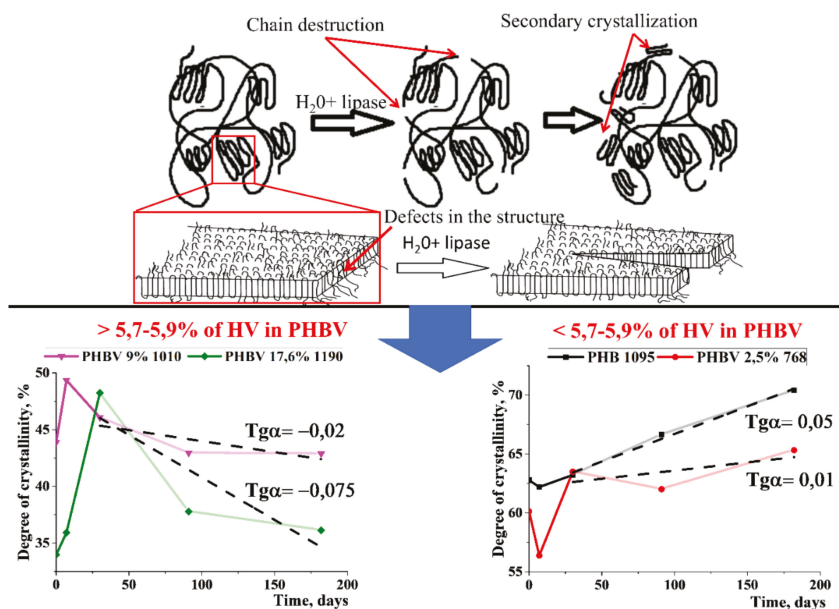 Chain destruction
Secondary crystallization
H₂0+ lipase
Defects in the structure
H₂0+ lipase
> 5,7-5,9% of HV in PHBV
PHBV 9% 1010
PHBV 17,6% 1190
50
45
40
35
Degree of crystallinity, %
Tgα= −0,02
Tgα= −0,075
0
50
100
150
200
Time, days
< 5,7-5,9% of HV in PHBV
PHB 1095
PHBV 2,5% 768
70
65
60
55
Degree of crystallinity, %
Tgα= 0,05
Tgα= 0,01
0
50
100
150
200
Time, days